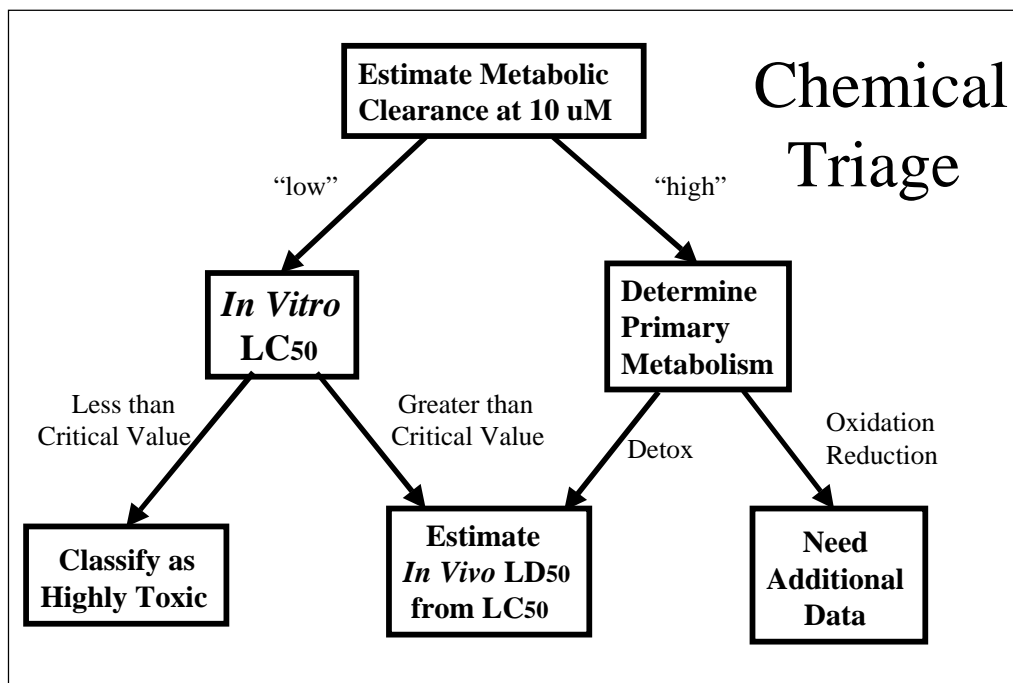 Chemical
Triage
Estimate Metabolic
Clearance at 10 uM
“low”
“high”
In Vitro
LC50
Determine
Primary
Metabolism
Less than
Critical Value
Greater than
Critical Value
Detox
Oxidation
Reduction
Classify as
Highly Toxic
Estimate
In Vivo LD50
from LC50
Need
Additional
Data